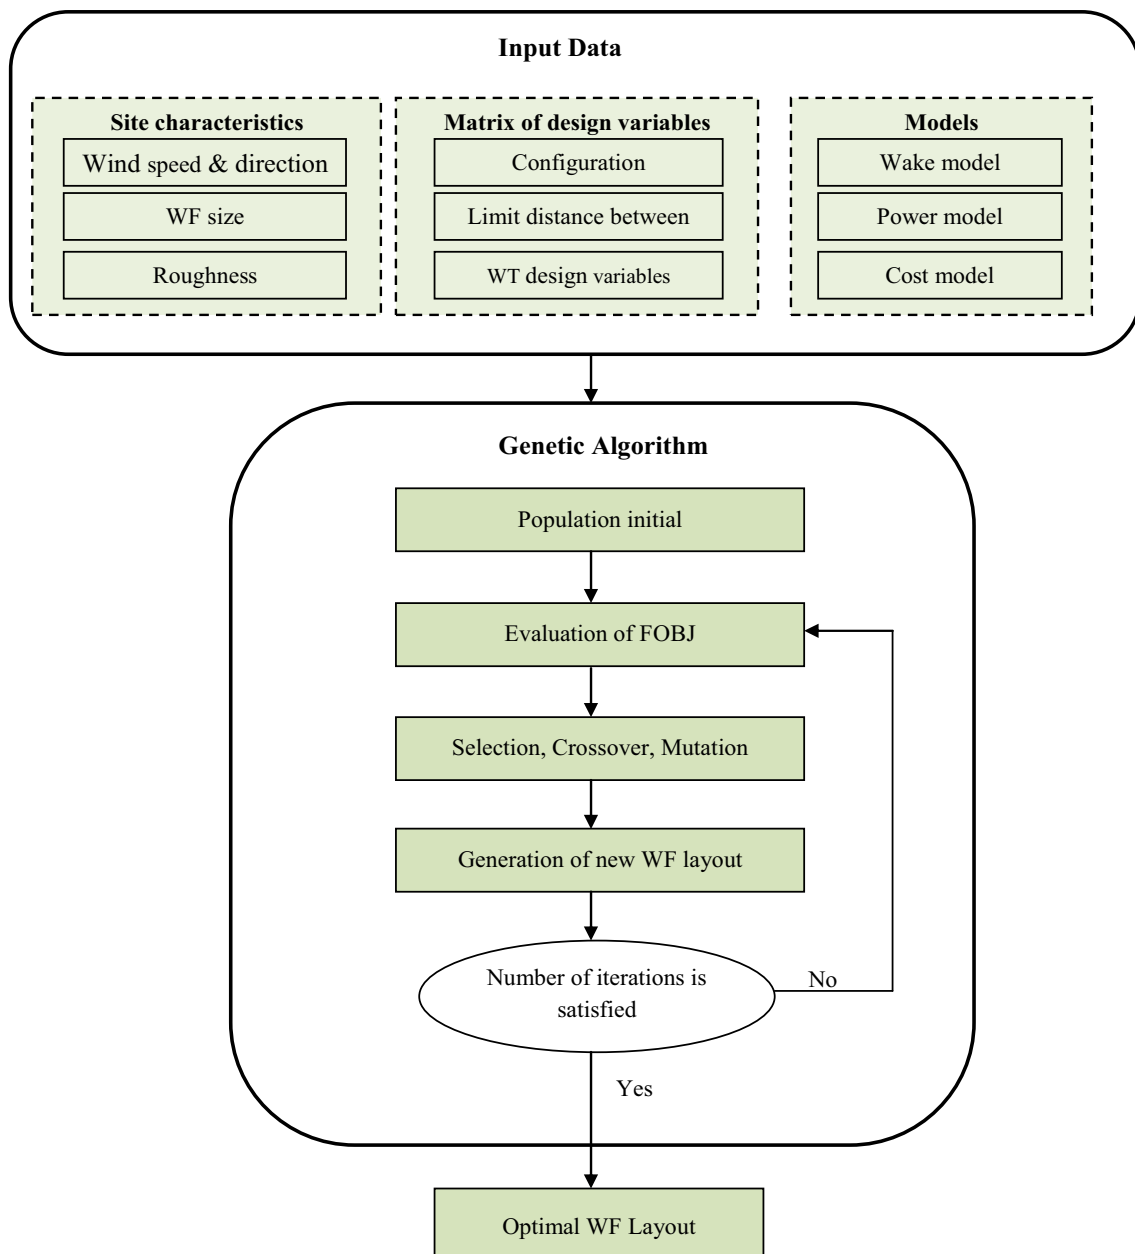 Input Data
Site characteristics
Wind speed & direction
WF size
Roughness
Matrix of design variables
Configuration
Limit distance between
WT design variables
Models
Wake model
Power model
Cost model
Genetic Algorithm
Population initial
Evaluation of FOBJ
Selection, Crossover, Mutation
Generation of new WF layout
Number of iterations is
satisfied
No
Yes
Optimal WF Layout